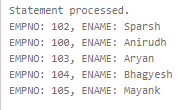 Statement processed.
EMPNO: 102, ENAME: Sparsh
EMPNO: 100, ENAME: Anirudh
EMPNO: 103, ENAME: Aryan
EMPNO: 104, ENAME: Bhagyesh
EMPNO: 105, ENAME: Mayank